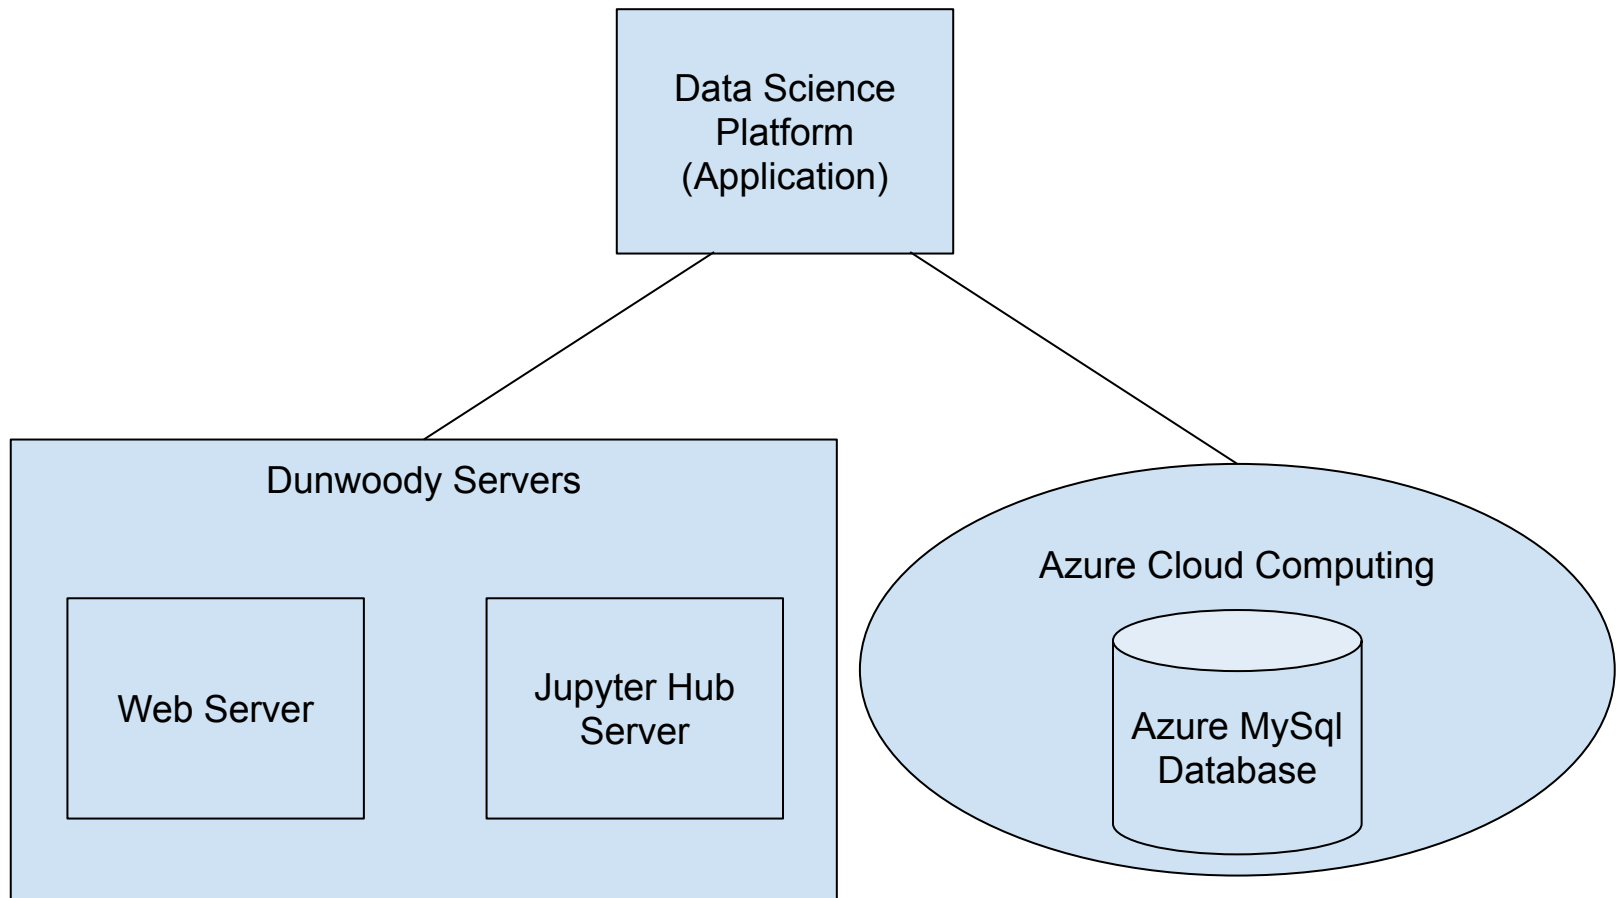 Data Science
Platform
(Application)
Dunwoody Servers
Web Server
Jupyter Hub
Server
Azure Cloud Computing
Azure MySql
Database